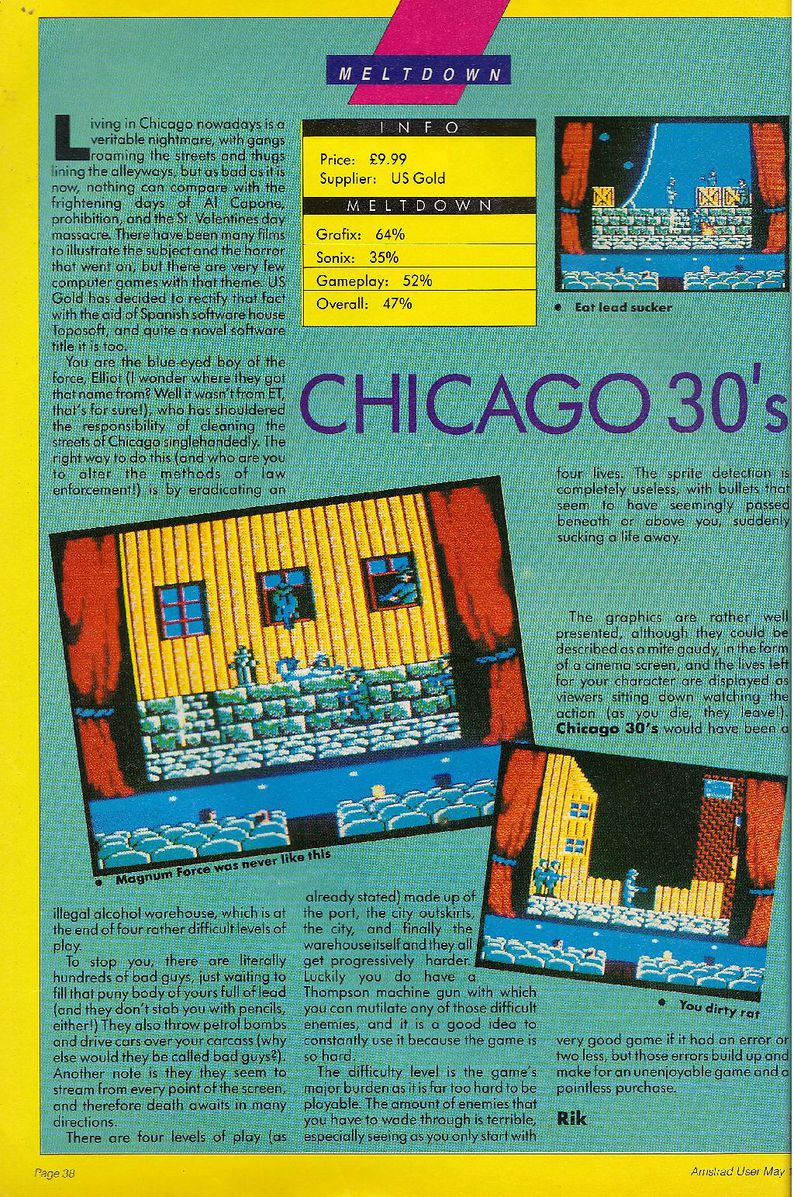 MELTDOWN
Living in Chicago nowadays is a
veritable nightmare, with gangs
roaming the streets and thugs
lining the alleyways, but as bad as it is
now, nothing can compare with the
frightening days of Al Capone,
prohibition, and the St. Valentines day
massacre. There have been many films
to illustrate the subject and the horror
that went on, but there are very few
computer games with that theme. US
Gold has decided to rectify that fact
with the aid of Spanish software house
Toposoft, and quite a novel software
title it is too.
You are the blue-eyed boy of the
force, Elliot (I wonder where they got
that name from? Well it wasn't from ET,
that's for sure!), who has shouldered
the responsibility of cleaning the
streets of Chicago singlehandedly. The
right way to do this (and who are you
to alter the methods of law
enforcement!) is by eradicating an
INFO
Price: £9.99
Supplier: US Gold
MELTDOWN
Grafix: 64%
Sonix: 35%
Gameplay: 52%
Overall: 47%
• Eat lead sucker
CHICAGO 30's
• Magnum Force was never like this
illegal alcohol warehouse, which is at
the end of four rather difficult levels of
play.
To stop you, there are literally
hundreds of bad guys, just waiting to
fill that puny body of yours full of lead
(and they don't stab you with pencils,
either!) They also throw petrol bombs
and drive cars over your carcass (why
else would they be called bad guys?).
Another note is they they seem to
stream from every point of the screen,
and therefore death awaits in many
directions.
There are four levels of play (as
already stated) made up of
the port, the city outskirts,
the city, and finally the
warehouse itself and they all
get progressively harder.
Luckily you do have a
Thompson machine gun with which
you can mutilate any of those difficult
enemies, and it is a good idea to
constantly use it because the game is
so hard.
The difficulty level is the game's
major burden as it is far too hard to be
playable. The amount of enemies that
you have to wade through is terrible,
especially seeing as you only start with
four lives. The sprite detection is
completely useless, with bullets that
seem to have seemingly passed
beneath or above you, suddenly
sucking a life away.
The graphics are rather well
presented, although they could be
described as a mite gaudy, in the form
of a cinema screen, and the lives left
for your character are displayed as
viewers sitting down watching the
action (as you die, they leave!).
Chicago 30's would have been a
• You dirty rat
very good game if it had an error or
two less, but those errors build up and
make for an unenjoyable game and a
pointless purchase.
Rik
Page 38
Amstrad User May